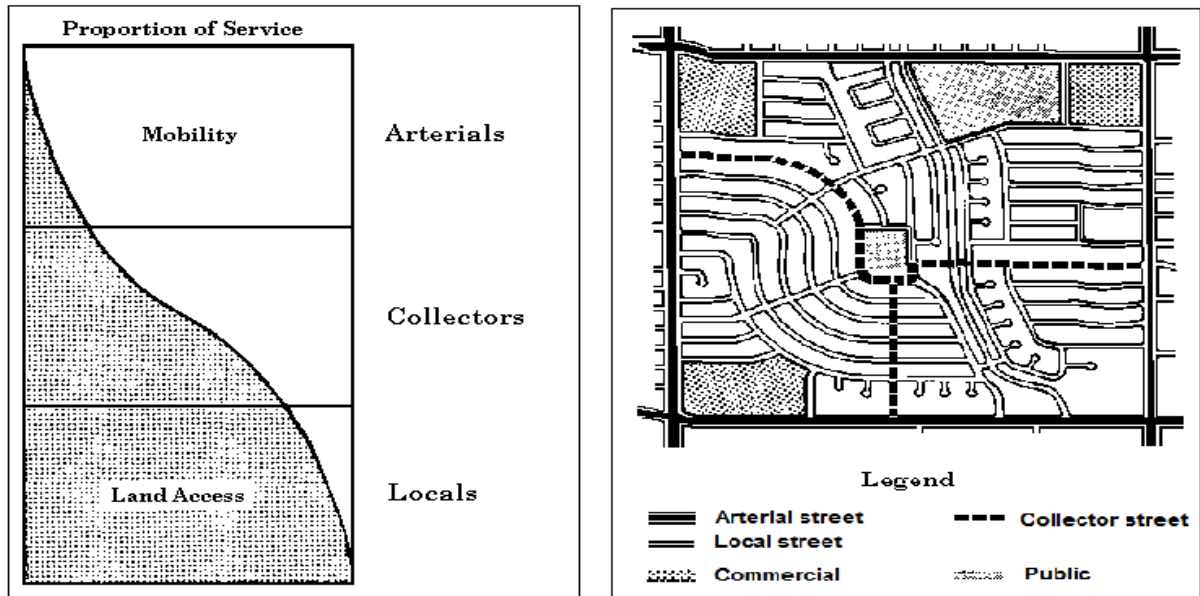 Proportion of Service
Mobility
Arterials
Collectors
Land Access
Locals
Legend
Arterial street
Collector street
Local street
Commercial
Public